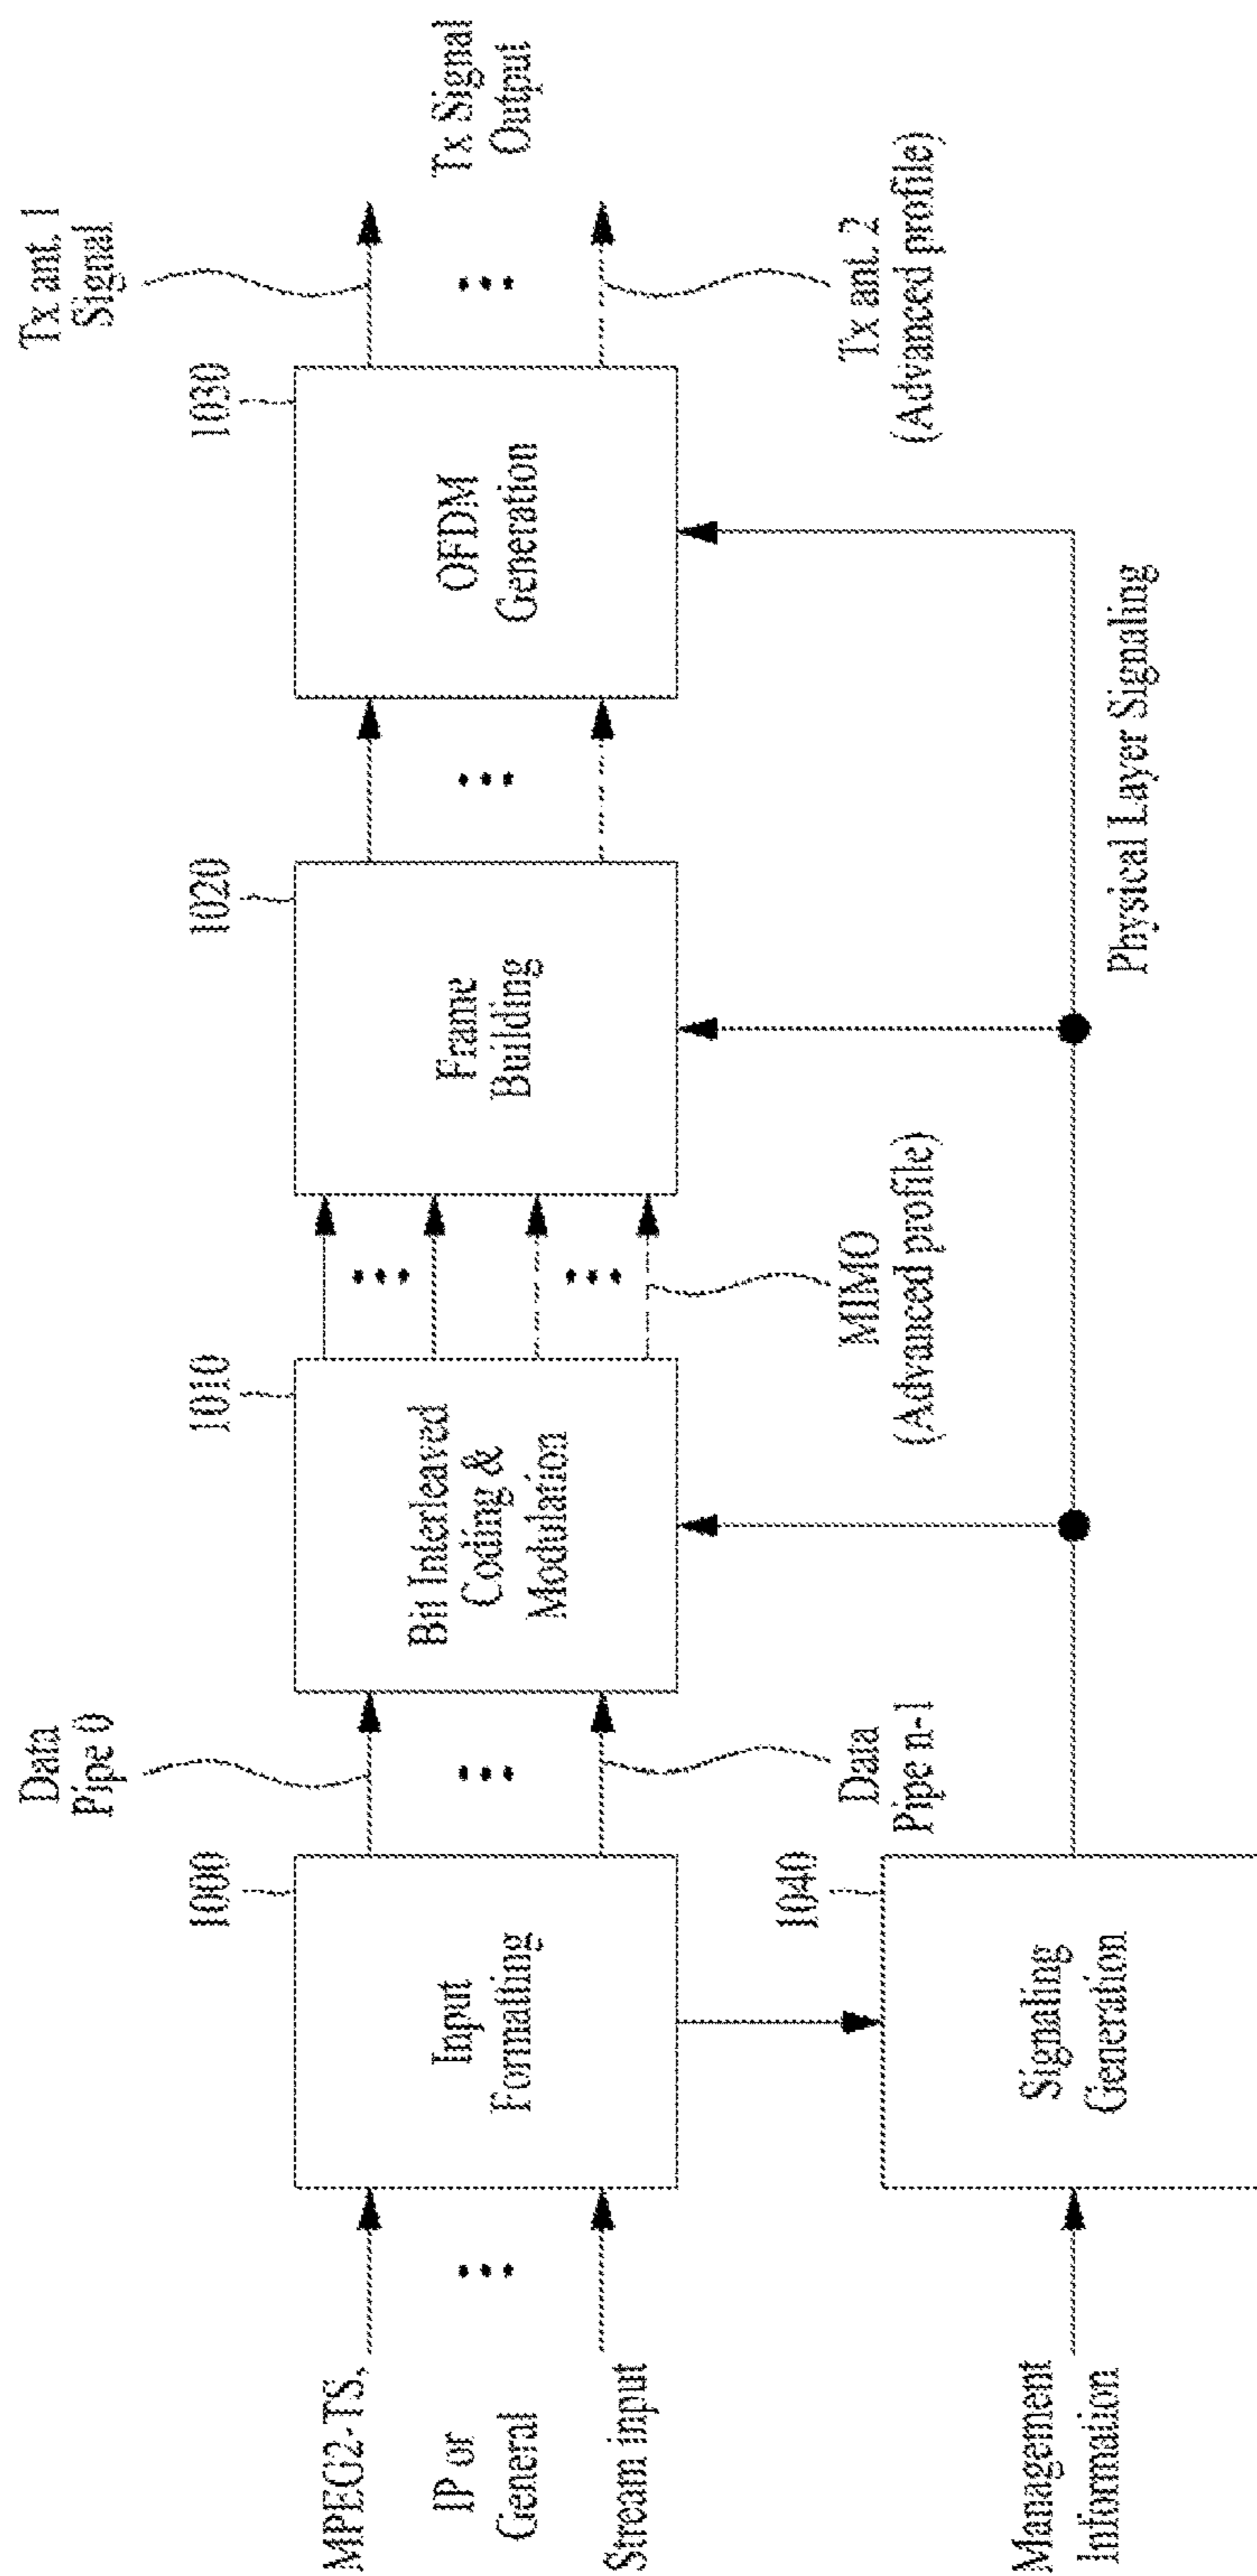 Tx ant. 1
Signal
Tx Signal
Output
Tx ant. 2
(Advanced profile)
1030
OFDM
Generation
1020
Frame
Building
Physical Layer Signaling
MIMO
(Advanced profile)
1010
Bit Interleaved
Coding &
Modulation
Data
Pipe 0
Data
Pipe n-1
1000
Input
Formatting
1040
Signaling
Generation
MPEG2-TS,
IP or
General
Stream input
Management
Information